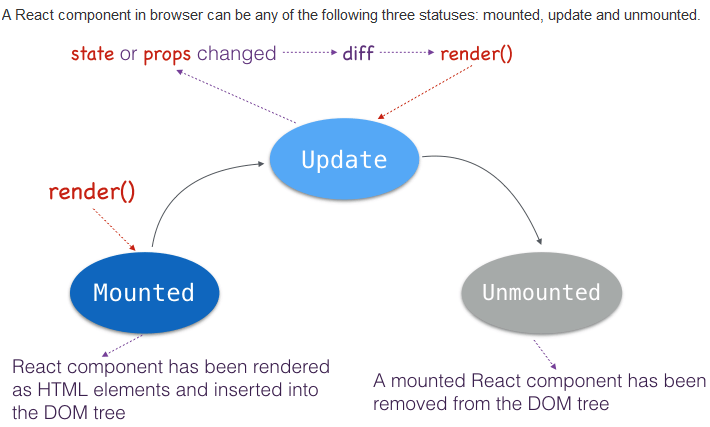 A React component in browser can be any of the following three statuses: mounted, update and unmounted.
state or props changed diff render()
Update
render()
Mounted
Unmounted
React component has been rendered
as HTML elements and inserted into
the DOM tree
A mounted React component has been
removed from the DOM tree